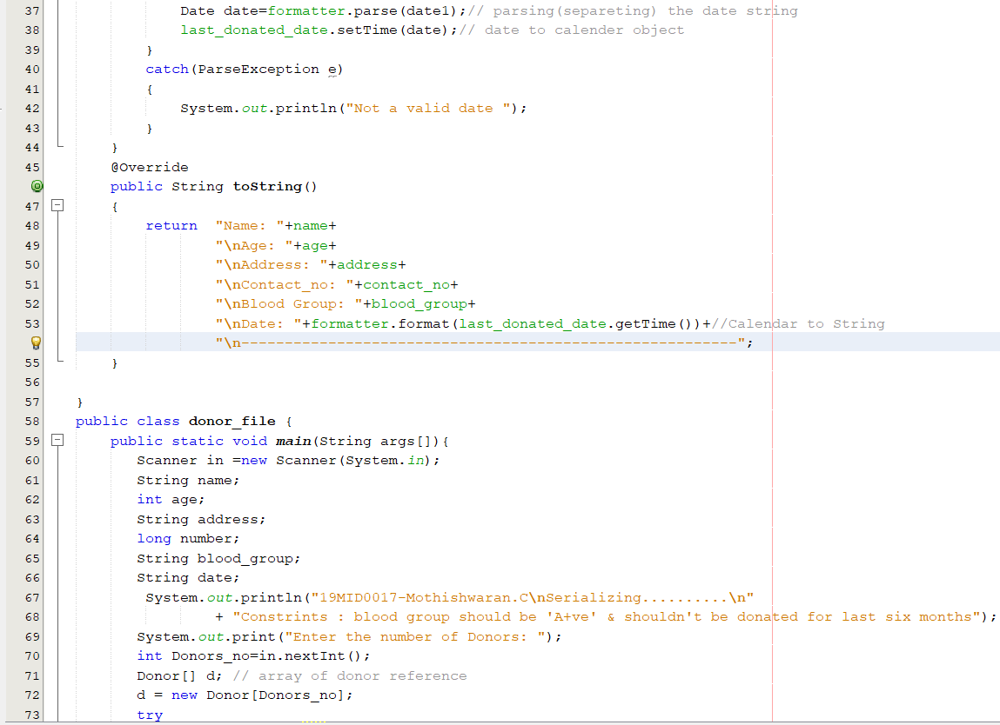 37 Date date=formatter.parse(date1);// parsing(separeting) the date string
38 last_donated_date.setTime(date);// date to calender object
39 }
40 catch(ParseException e)
41 {
42 System.out.println("Not a valid date ");
43 }
44 }
45 @Override
public String toString()
47 {
48 return "Name: "+name+
49 "\nAge: "+age+
50 "\nAddress: "+address+
51 "\nContact_no: "+contact_no+
52 "\nBlood Group: "+blood_group+
53 "\nDate: "+formatter.format(last_donated_date.getTime())+//Calendar to String
"\n---------------------------------------------------------";
55 }
56
57 }
58 public class donor_file {
59 public static void main(String args[]){
60 Scanner in =new Scanner(System.in);
61 String name;
62 int age;
63 String address;
64 long number;
65 String blood_group;
66 String date;
67 System.out.println("19MID0017-Mothishwaran.C\nSerializing..........\n"
68 + "Constrints : blood group should be 'A+ve' & shouldn't be donated for last six months");
69 System.out.print("Enter the number of Donors: ");
70 int Donors_no=in.nextInt();
71 Donor[] d; // array of donor reference
72 d = new Donor[Donors_no];
73 try